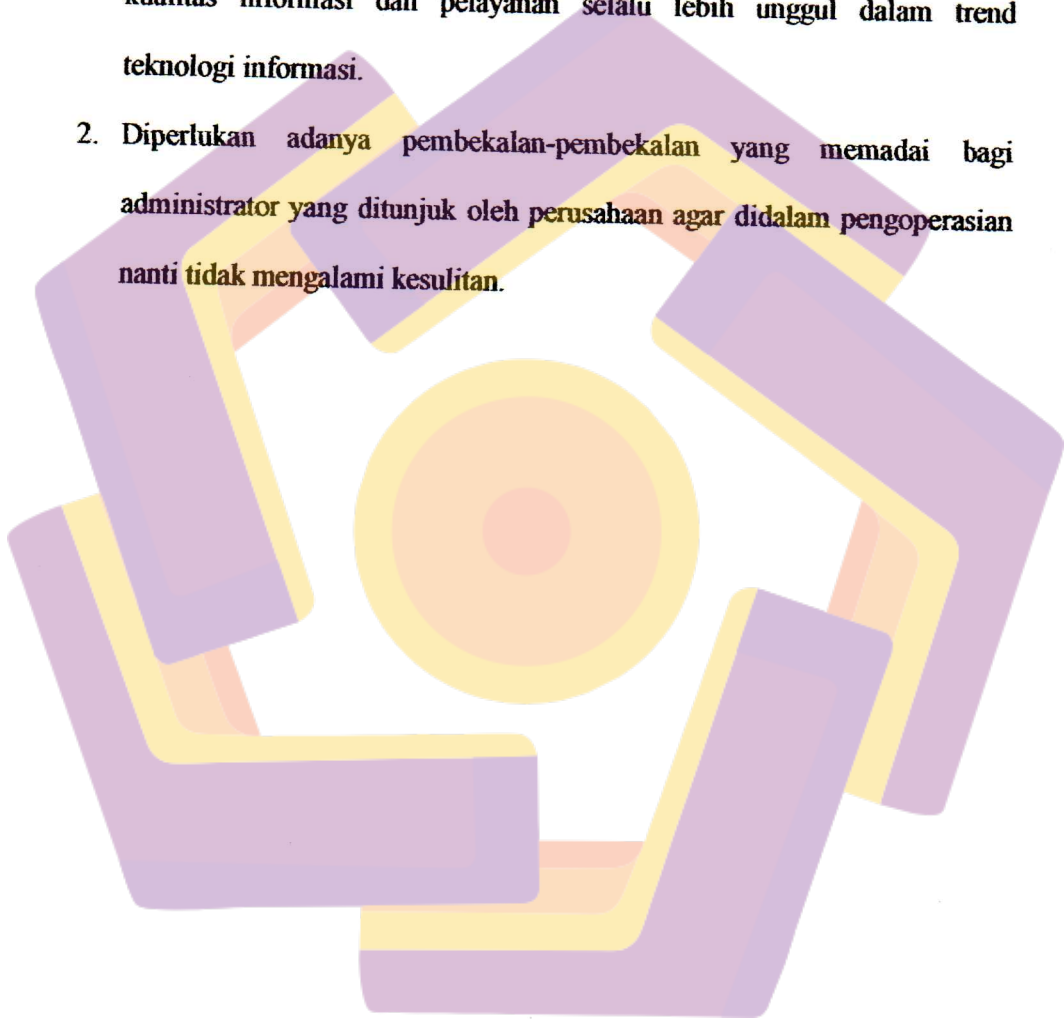 kualitas informasi dan pelayanan selalu lebih unggul dalam trend
teknologi informasi.
2. Diperlukan adanya pembekalan-pembekalan yang memadai bagi
administrator yang ditunjuk oleh perusahaan agar didalam pengoperasian
nanti tidak mengalami kesulitan.